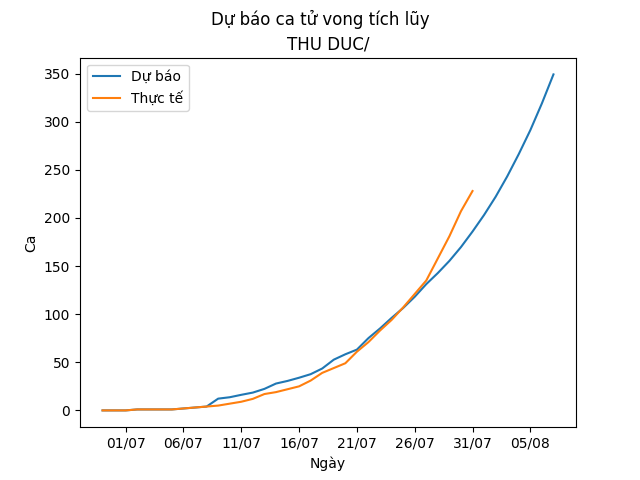 Dự báo ca tử vong tích lũy
THU DUC/
Dự báo
Thực tế
350
300
250
200
150
100
50
0
Ca
01/07 06/07 11/07 16/07 21/07 26/07 31/07 05/08
Ngày